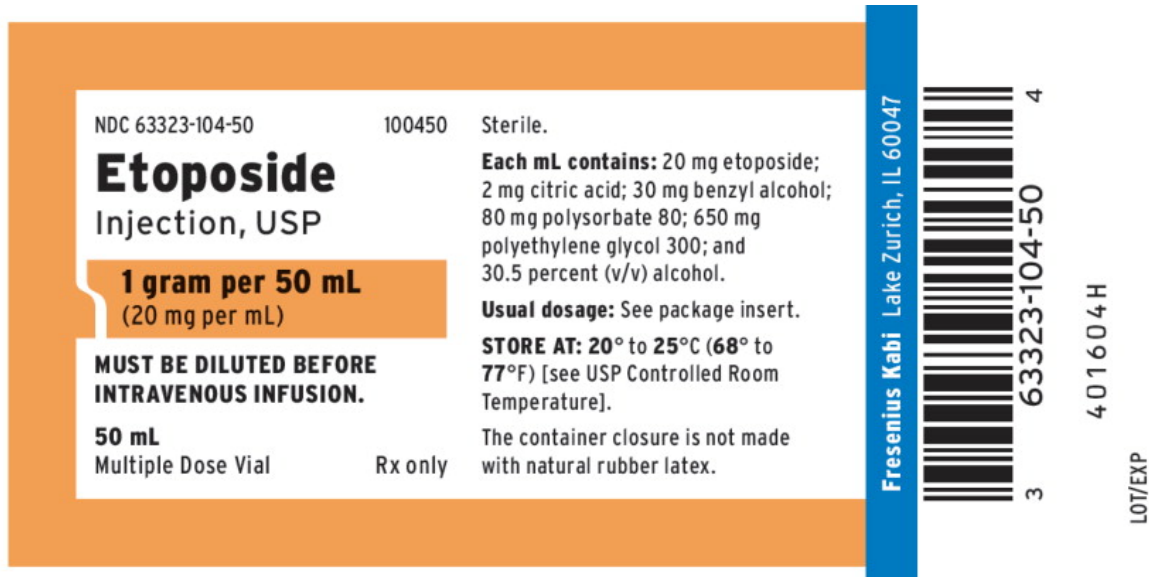 NDC 63323-104-50 100450
Etoposide
Injection, USP
1 gram per 50 mL
(20 mg per mL)
MUST BE DILUTED BEFORE
INTRAVENOUS INFUSION.
50 mL
Multiple Dose Vial Rx only
Sterile.
Each mL contains: 20 mg etoposide;
2 mg citric acid; 30 mg benzyl alcohol;
80 mg polysorbate 80; 650 mg
polyethylene glycol 300; and
30.5 percent (v/v) alcohol.
Usual dosage: See package insert.
STORE AT: 20° to 25°C (68° to
77°F) [see USP Controlled Room
Temperature].
The container closure is not made
with natural rubber latex.
Fresenius Kabi Lake Zurich, IL 60047
3 63323-104-50 4
401604H
LOT/EXP